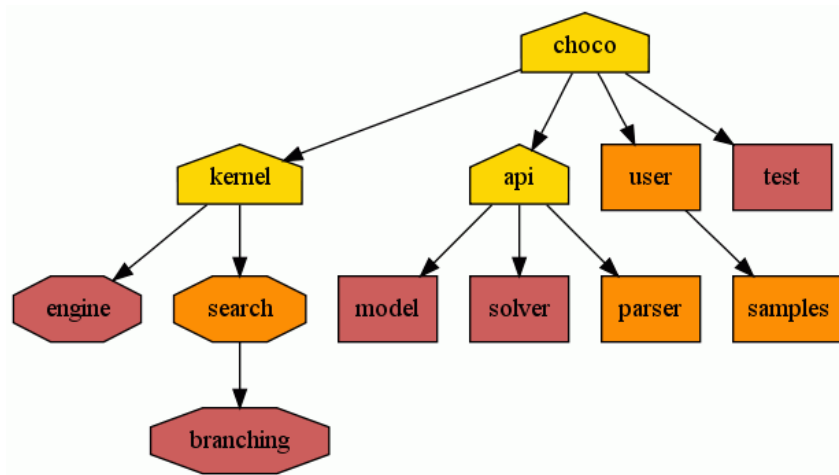 choco
kernel
api
user
test
engine
search
model
solver
parser
samples
branching